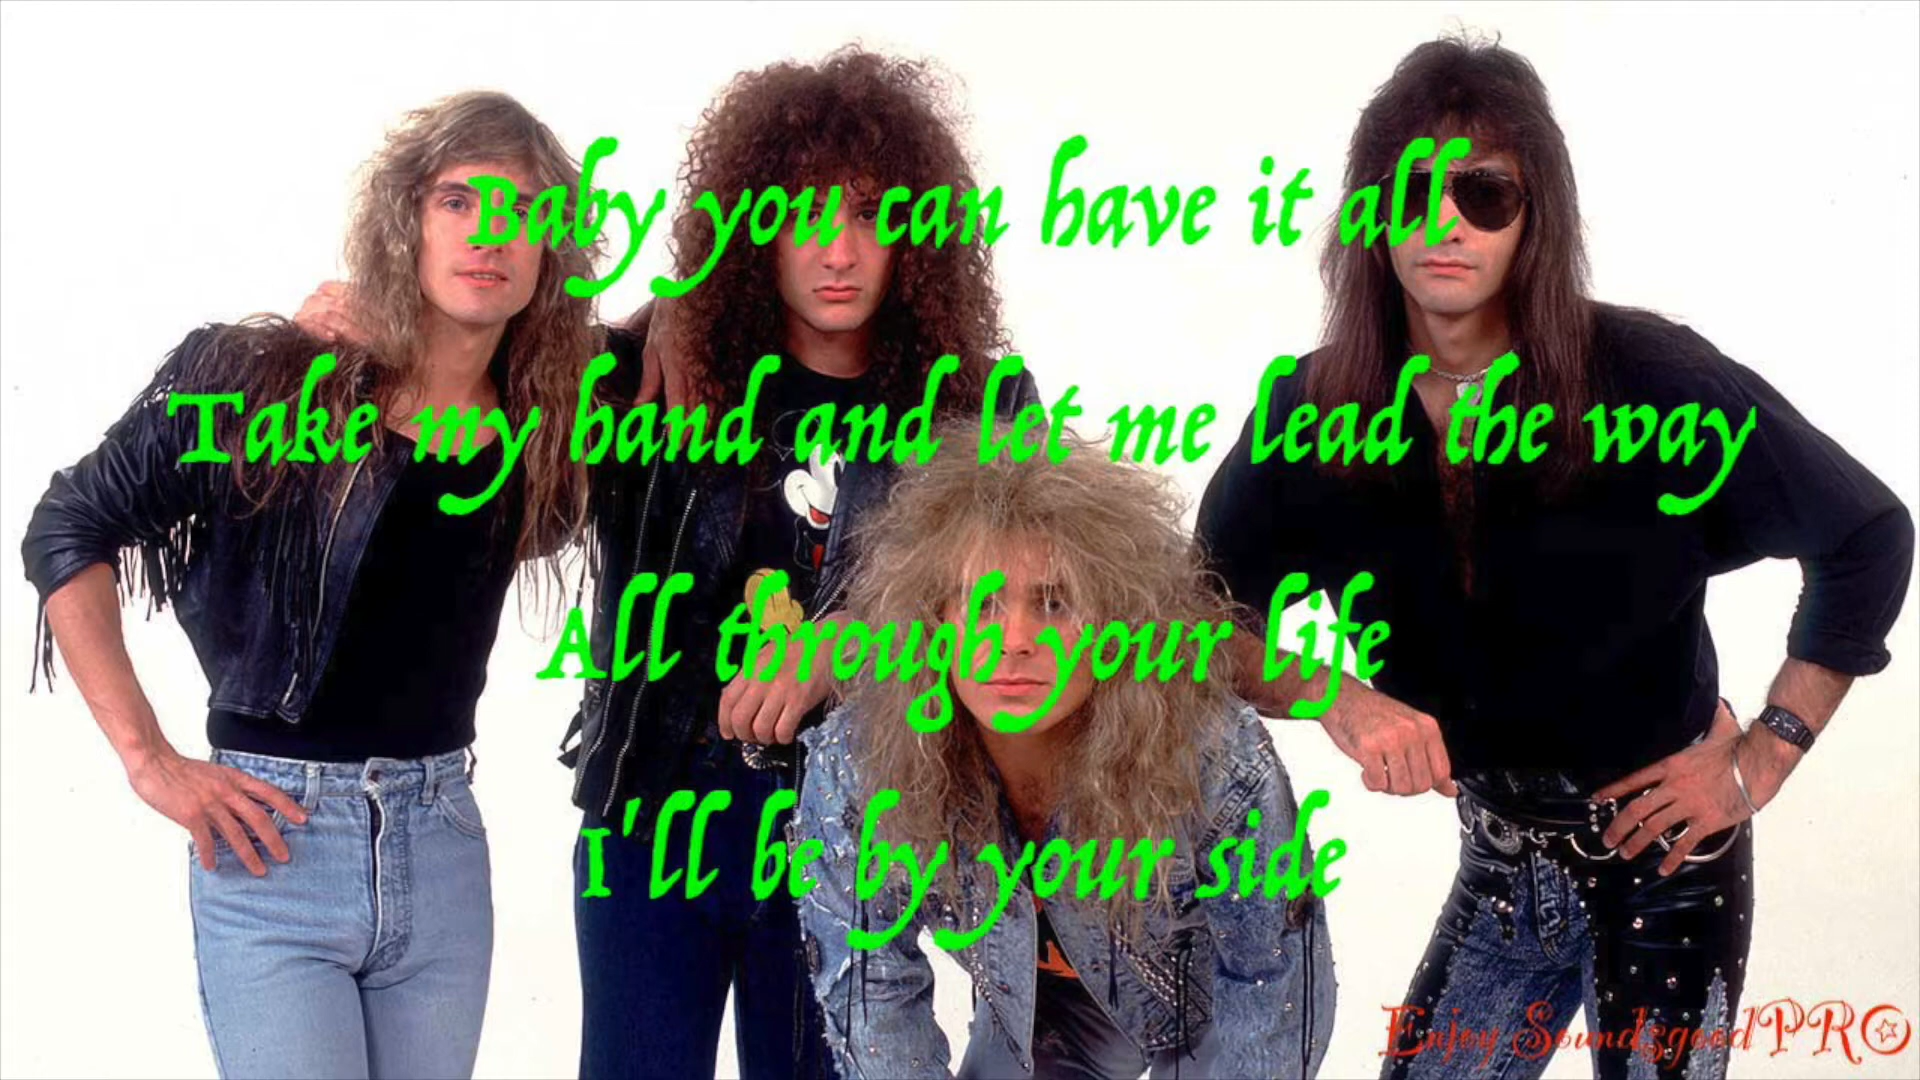 Baby you can have it all
Take my hand and let me lead the way
All through your life
I'll be by your side
Enjoy SoundsgoodPRO